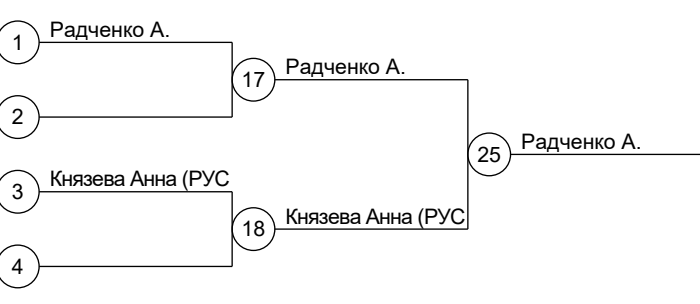 1 Радченко А.
17 Радченко А.
2
25 Радченко А.
3 Князева Анна (РУС
18 Князева Анна (РУС
4